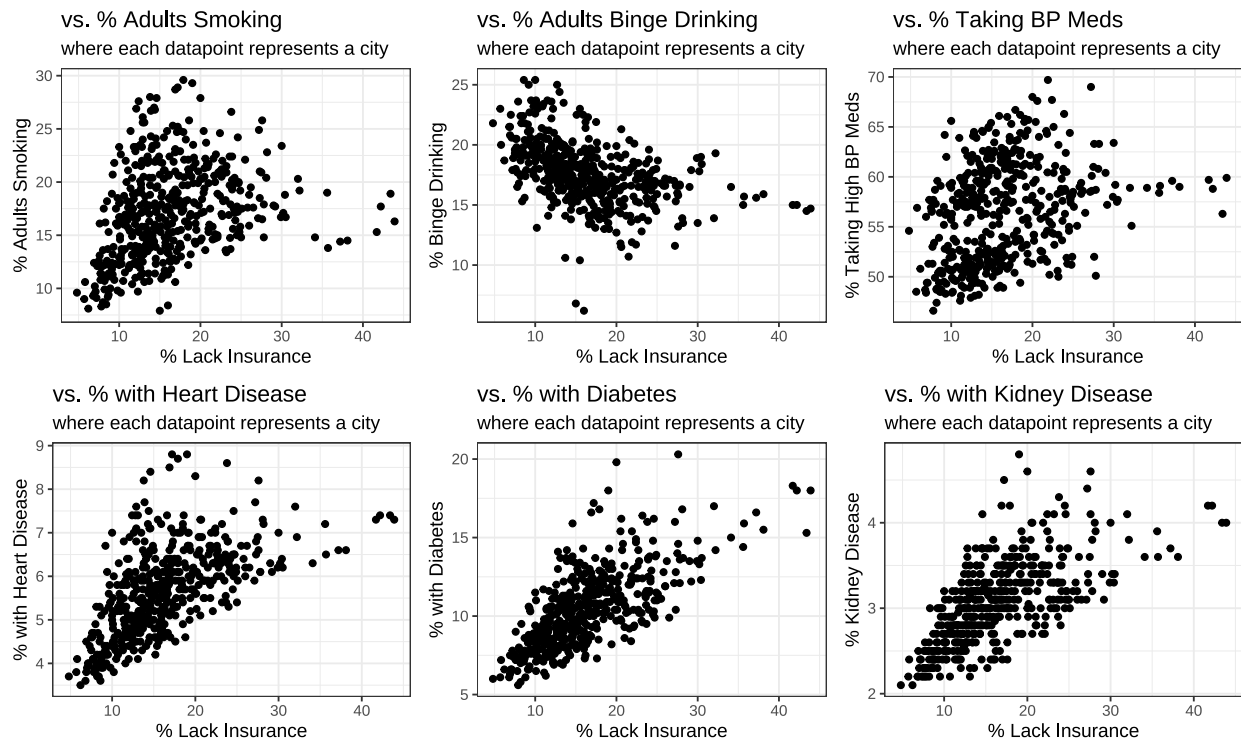 vs. % Adults Smoking
where each datapoint represents a city
30
25
20
15
10
% Adults Smoking
10 20 30 40
% Lack Insurance
vs. % Adults Binge Drinking
where each datapoint represents a city
25
20
15
10
% Binge Drinking
10 20 30 40
% Lack Insurance
vs. % Taking BP Meds
where each datapoint represents a city
70
65
60
55
50
% Taking High BP Meds
10 20 30 40
% Lack Insurance
vs. % with Heart Disease
where each datapoint represents a city
9
8
7
6
5
4
% with Heart Disease
10 20 30 40
% Lack Insurance
vs. % with Diabetes
where each datapoint represents a city
20
15
10
5
% with Diabetes
10 20 30 40
% Lack Insurance
vs. % with Kidney Disease
where each datapoint represents a city
4
3
2
% Kidney Disease
10 20 30 40
% Lack Insurance